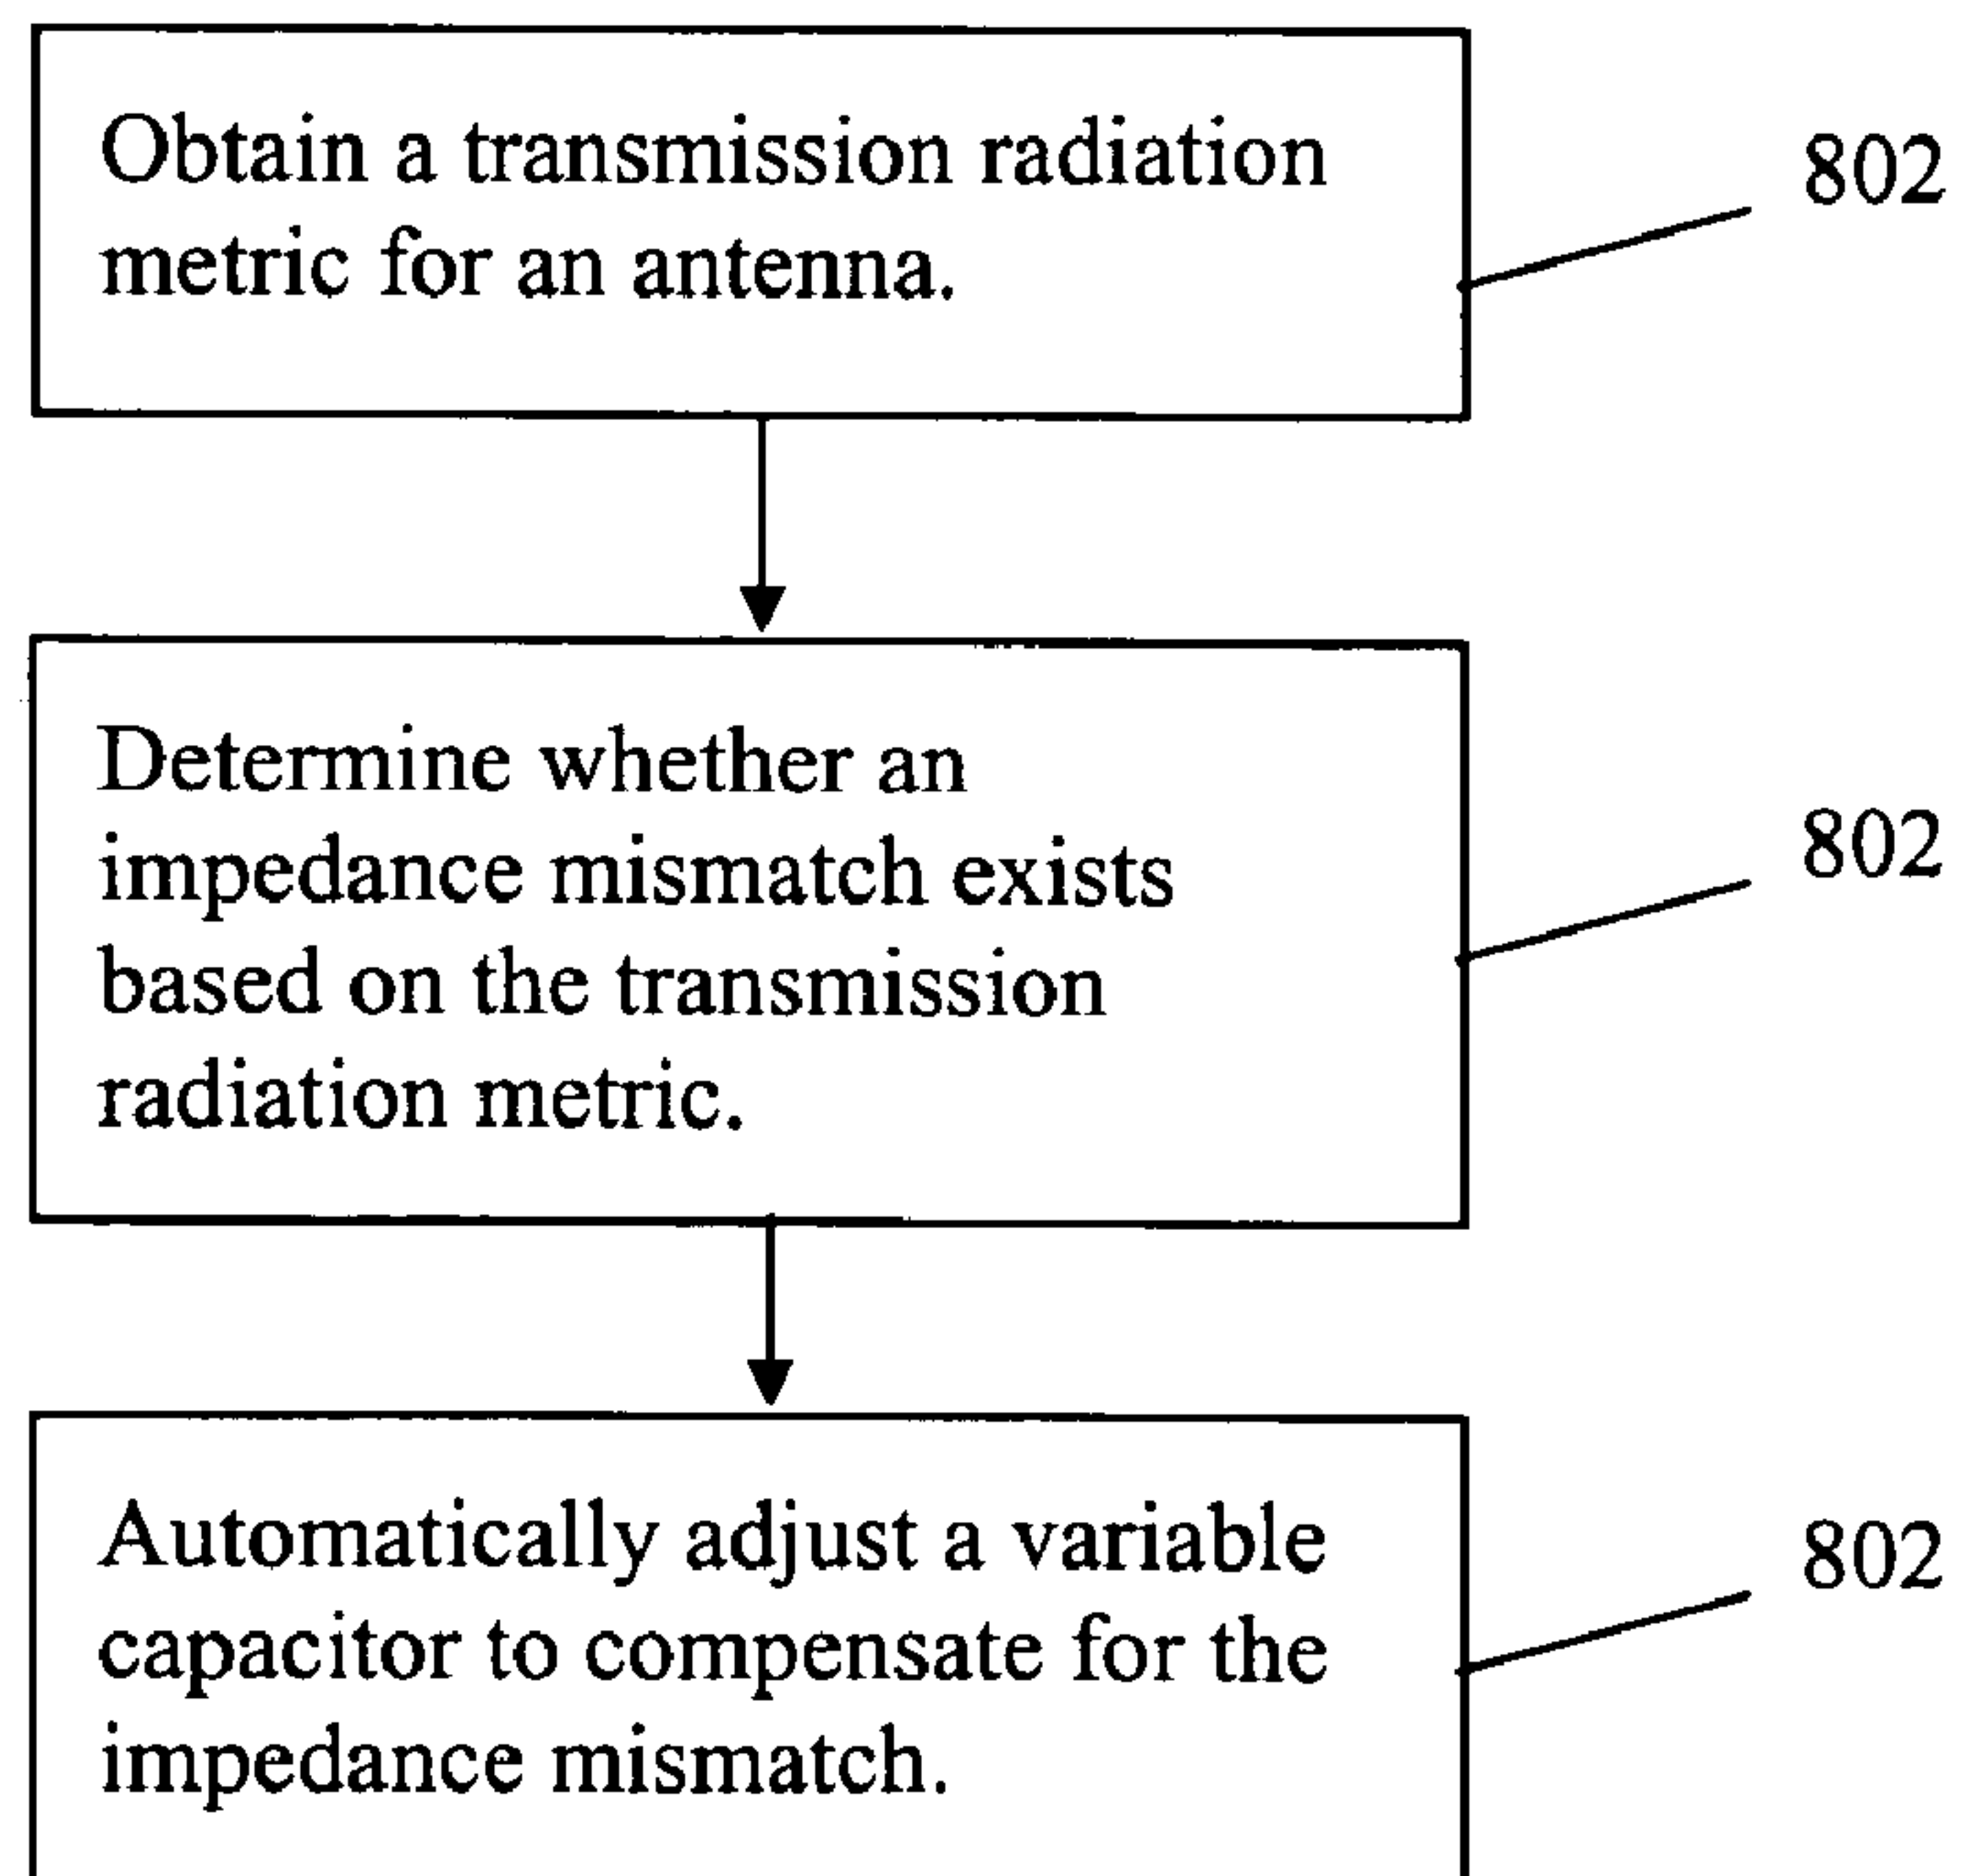 Obtain a transmission radiation
metric for an antenna.
802
Determine whether an
impedance mismatch exists
based on the transmission
radiation metric.
802
Automatically adjust a variable
capacitor to compensate for the
impedance mismatch.
802